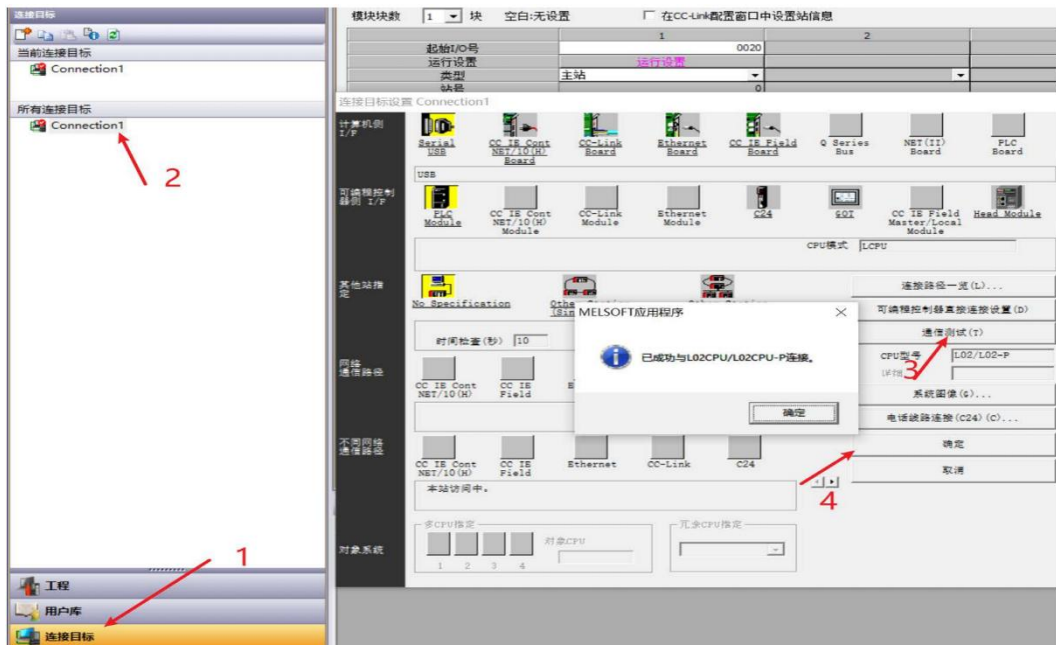 连接目标
当前连接目标
Connection1
所有连接目标
Connection1
2
1
工程
用户库
连接目标
模块块数 1 块 空白:无设置 在CC-Link配置窗口中设置站信息
1 2
起始I/O号 0020
运行设置 运行设置
类型 主站
站号 0
连接目标设置 Connection1
计算机侧 I/F
Serial USB
CC IE Cont NET/10(H) Board
CC-Link Board
Ethernet Board
CC IE Field Board
Q Series Bus
NET(II) Board
PLC Board
USB
可编程控制器侧 I/F
PLC Module
CC IE Cont NET/10(H) Module
CC-Link Module
Ethernet Module
C24
GOT
CC IE Field Master/Local Module
Head Module
CPU模式 LCPU
其他站指定
No Specification
时间检查(秒) 10
MELSOFT应用程序
已成功与L02CPU/L02CPU-P连接。
确定
连接路径一览(L)...
可编程控制器直接连接设置(D)
通信测试(T)
3
CPU型号 L02/L02-P
系统图像(G)...
电话线路连接(C24)(C)...
确定
取消
4
网络通信路径
CC IE Cont NET/10(H)
CC IE Field
不同网络通信路径
CC IE Cont NET/10(H)
CC IE Field
Ethernet
CC-Link
C24
本站访问中。
对象系统
多CPU指定
1 2 3 4
对象CPU
冗余CPU指定